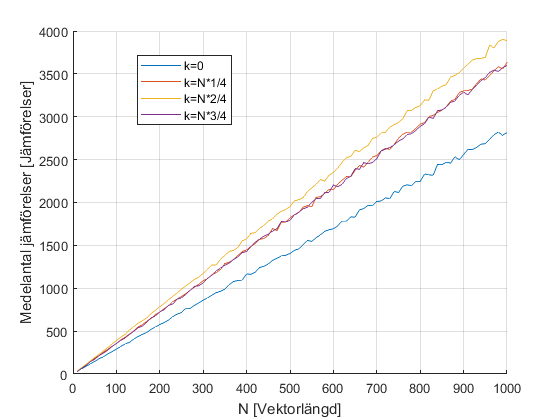 4000
3500
3000
2500
2000
1500
1000
500
0
Medelantal jämförelser [Jämförelser]
k=0
k=N*1/4
k=N*2/4
k=N*3/4
0 100 200 300 400 500 600 700 800 900 1000
N [Vektorlängd]